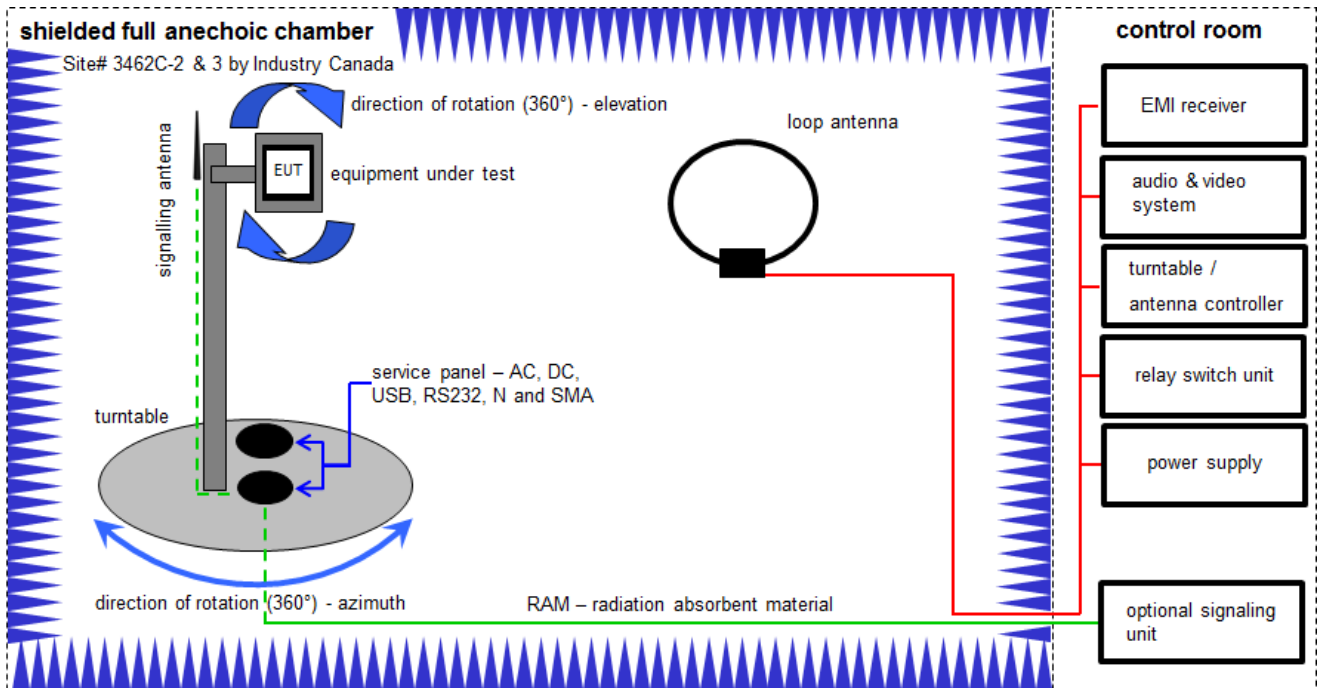 shielded full anechoic chamber
Site# 3462C-2 & 3 by Industry Canada
direction of rotation (360°) - elevation
signalling antenna
EUT
equipment under test
loop antenna
service panel – AC, DC,
USB, RS232, N and SMA
turntable
direction of rotation (360°) - azimuth
RAM – radiation absorbent material
control room
EMI receiver
audio & video
system
turntable /
antenna controller
relay switch unit
power supply
optional signaling
unit